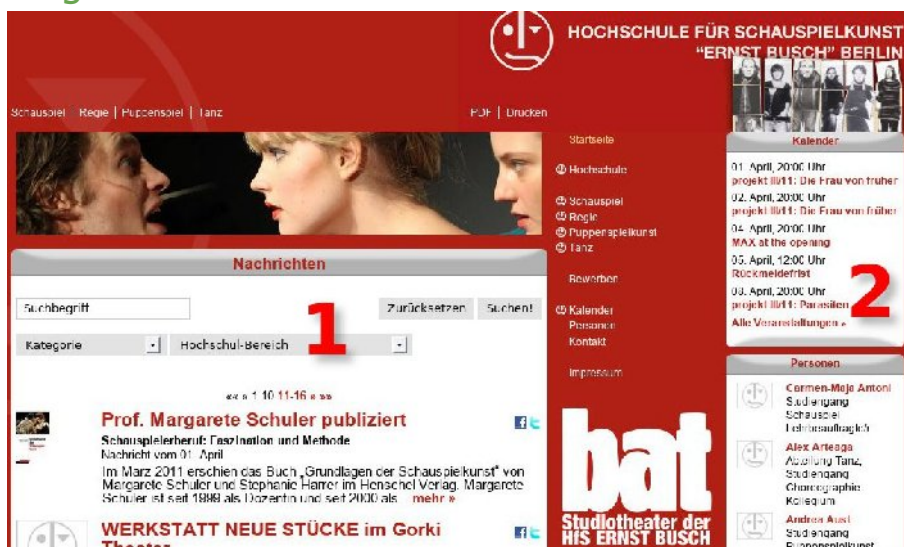 HOCHSCHULE FÜR SCHAUSPIELKUNST
"ERNST BUSCH" BERLIN
Schauspiel | Regie | Puppenspiel | Tanz
PDF | Drucken
Nachrichten
Suchbegriff
Zurücksetzen
Suchen!
1
Kategorie
Hochschul-Bereich
«« « 1-10 11-16 » »»
Prof. Margarete Schuler publiziert
Schauspielerberuf: Faszination und Methode
Nachricht vom 01. April
Im März 2011 erschien das Buch „Grundlagen der Schauspielkunst“ von
Margarete Schuler und Stephanie Harrer im Henschel Verlag. Margarete
Schuler ist seit 1999 als Dozentin und seit 2000 als mehr »
WERKSTATT NEUE STÜCKE im Gorki
Theater
Startseite
Hochschule
Schauspiel
Regie
Puppenspielkunst
Tanz
Bewerben
Kalender
Personen
Kontakt
Impressum
bat
Studiotheater der
HfS ERNST BUSCH
Kalender
01. April, 20:00 Uhr
projekt III/11: Die Frau von früher
02. April, 20:00 Uhr
projekt III/11: Die Frau von früher
04. April, 20:00 Uhr
MAX at the opening
05. April, 12:00 Uhr
Rückmeldefrist
08. April, 20:00 Uhr
projekt III/11: Parasiten
2
Alle Veranstaltungen »
Personen
Carmen-Maja Antoni
Studiengang
Schauspiel
Lehrbeauftragte/r
Alex Arteaga
Abteilung Tanz,
Studiengang
Choreographie
Kollegium
Andrea Aust
Studiengang
Puppenspielkunst